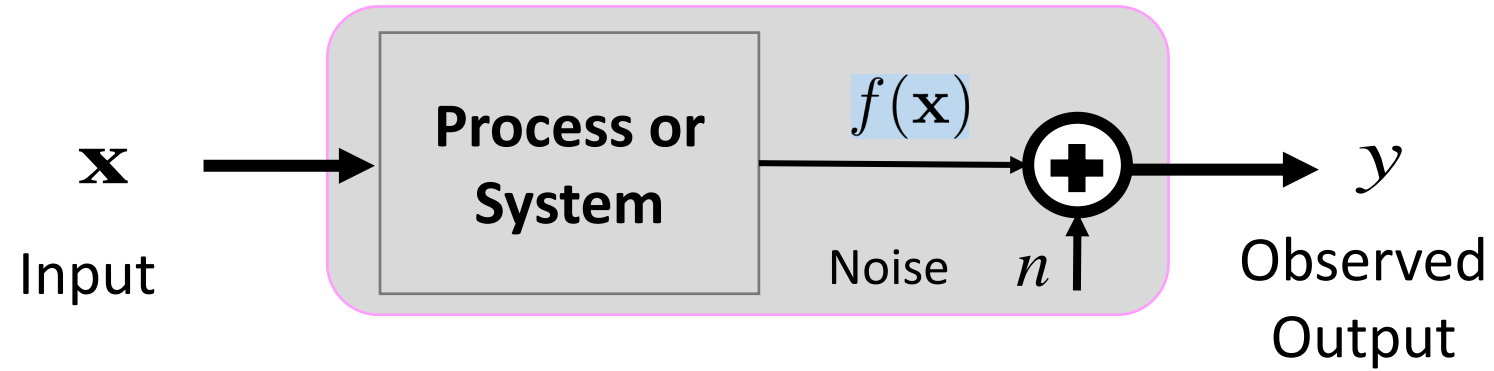 x
Input
Process or
System
f(x)
Noise
n
y
Observed
Output